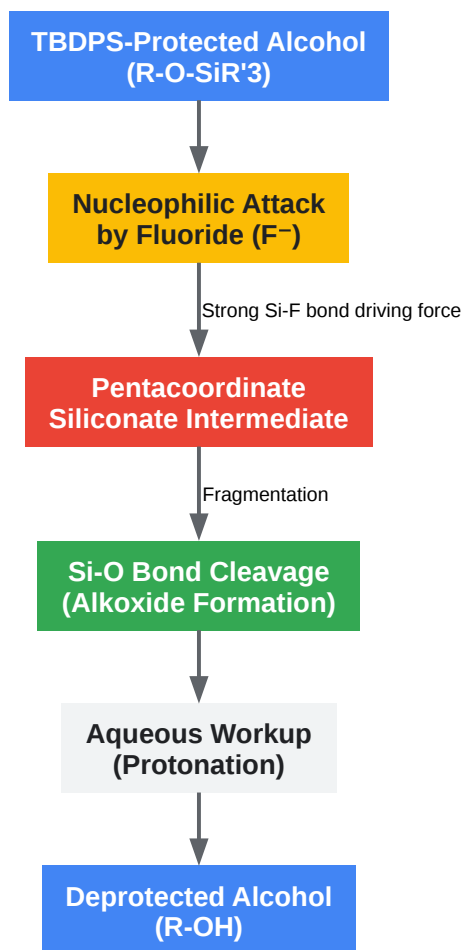 TBDPS-Protected Alcohol
(R-O-SiR'3)
Nucleophilic Attack
by Fluoride (F⁻)
Strong Si-F bond driving force
Pentacoordinate
Siliconate Intermediate
Fragmentation
Si-O Bond Cleavage
(Alkoxide Formation)
Aqueous Workup
(Protonation)
Deprotected Alcohol
(R-OH)